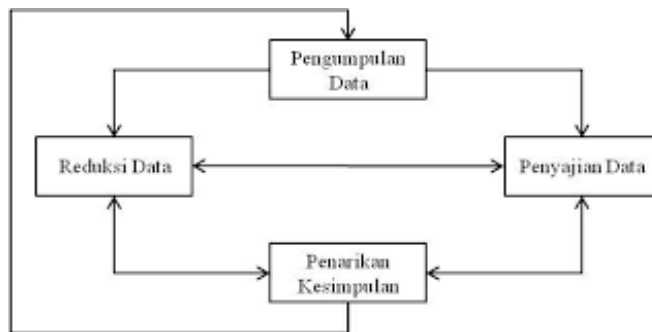 Pengumpulan
Data
Reduksi Data
Penyajian Data
Penarikan
Kesimpulan